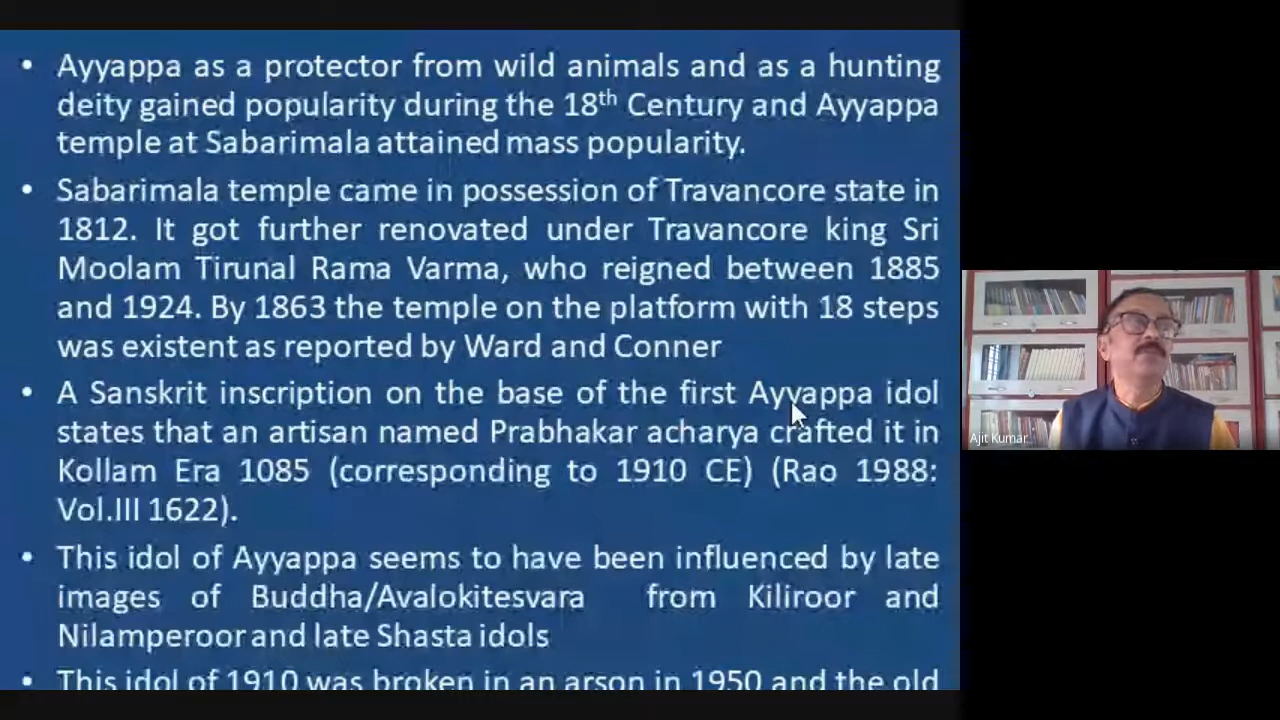 • Ayyappa as a protector from wild animals and as a hunting
deity gained popularity during the 18th Century and Ayyappa
temple at Sabarimala attained mass popularity.
• Sabarimala temple came in possession of Travancore state in
1812. It got further renovated under Travancore king Sri
Moolam Tirunal Rama Varma, who reigned between 1885
and 1924. By 1863 the temple on the platform with 18 steps
was existent as reported by Ward and Conner
• A Sanskrit inscription on the base of the first Ayyappa idol
states that an artisan named Prabhakar acharya crafted it in
Kollam Era 1085 (corresponding to 1910 CE) (Rao 1988:
Vol.III 1622).
• This idol of Ayyappa seems to have been influenced by late
images of Buddha/Avalokitesvara from Kiliroor and
Nilamperoor and late Shasta idols
• This idol of 1910 was broken in an arson in 1950 and the old
Ajit Kumar